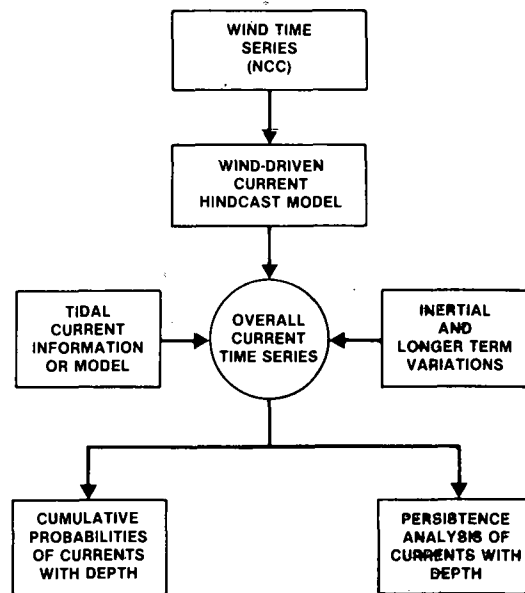 WIND TIME
SERIES
(NCC)
WIND-DRIVEN
CURRENT
HINDCAST MODEL
TIDAL
CURRENT
INFORMATION
OR MODEL
OVERALL
CURRENT
TIME SERIES
INERTIAL
AND
LONGER TERM
VARIATIONS
CUMULATIVE
PROBABILITIES
OF CURRENTS
WITH DEPTH
PERSISTENCE
ANALYSIS OF
CURRENTS WITH
DEPTH